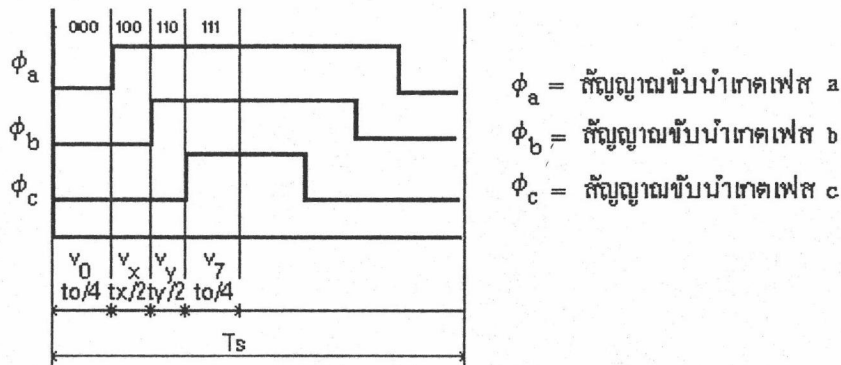 000 100 110 111
ϕa
ϕb
ϕc
v0 vx vy v7
to/4 tx/2 ty/2 to/4
Ts
ϕa = สัญญาณขับนำเกตเฟส a
ϕb = สัญญาณขับนำเกตเฟส b
ϕc = สัญญาณขับนำเกตเฟส c